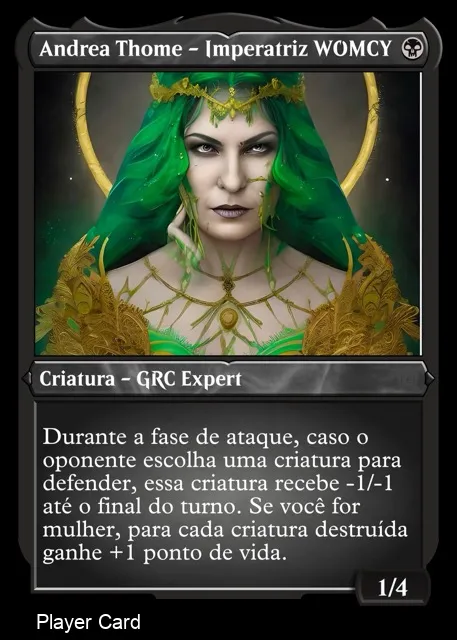 Andrea Thome – Imperatriz WOMCY
Criatura – GRC Expert
Durante a fase de ataque, caso o
oponente escolha uma criatura para
defender, essa criatura recebe -1/-1
até o final do turno. Se você for
mulher, para cada criatura destruída
ganhe +1 ponto de vida.
1/4
Player Card